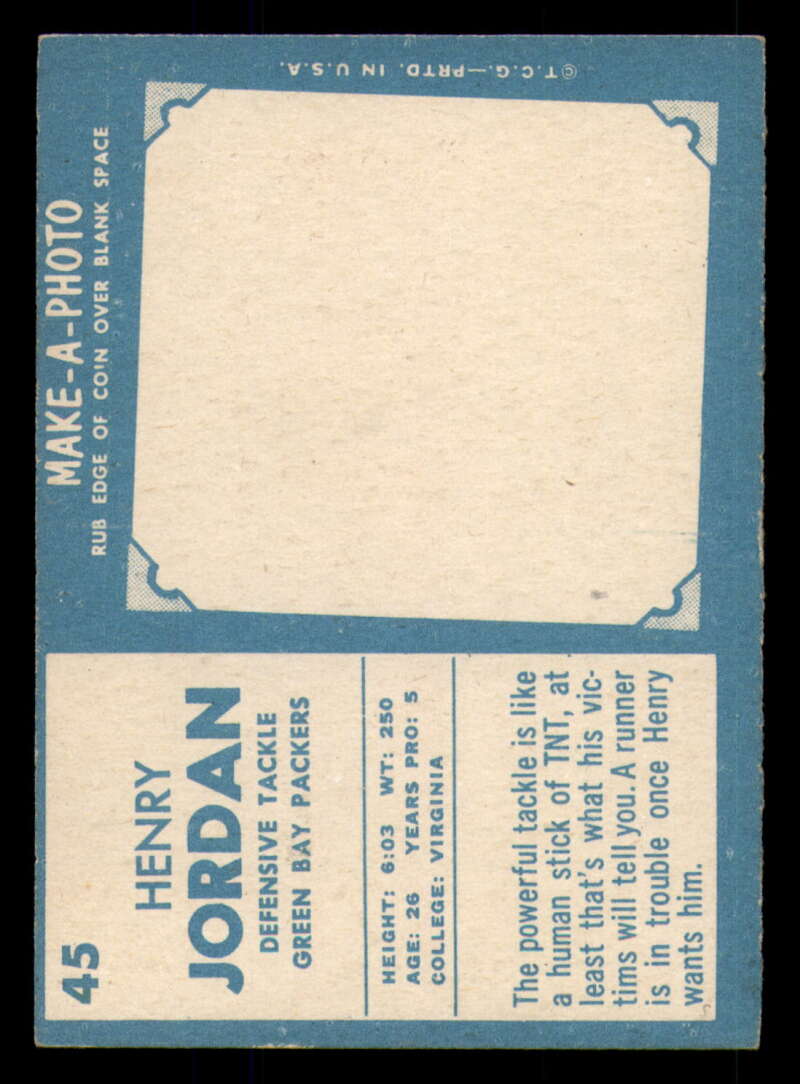 45
HENRY
JORDAN
DEFENSIVE TACKLE
GREEN BAY PACKERS
HEIGHT: 6:03 WT: 250
AGE: 26 YEARS PRO: 5
COLLEGE: VIRGINIA
The powerful tackle is like
a human stick of TNT, at
least that's what his vic-
tims will tell you. A runner
is in trouble once Henry
wants him.
MAKE-A-PHOTO
RUB EDGE OF COIN OVER BLANK SPACE
©T.C.G.—PRTD. IN U.S.A.